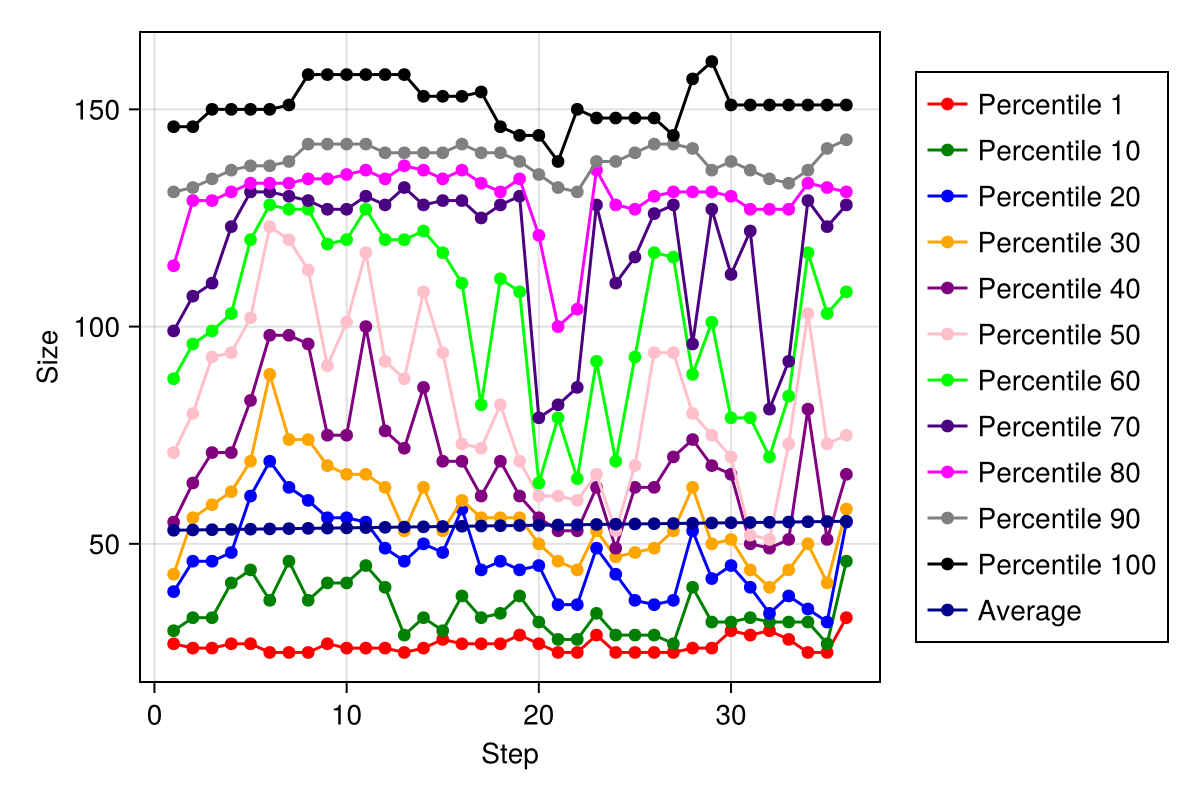 150
100
50
Size
0
10
20
30
Step
Percentile 1
Percentile 10
Percentile 20
Percentile 30
Percentile 40
Percentile 50
Percentile 60
Percentile 70
Percentile 80
Percentile 90
Percentile 100
Average